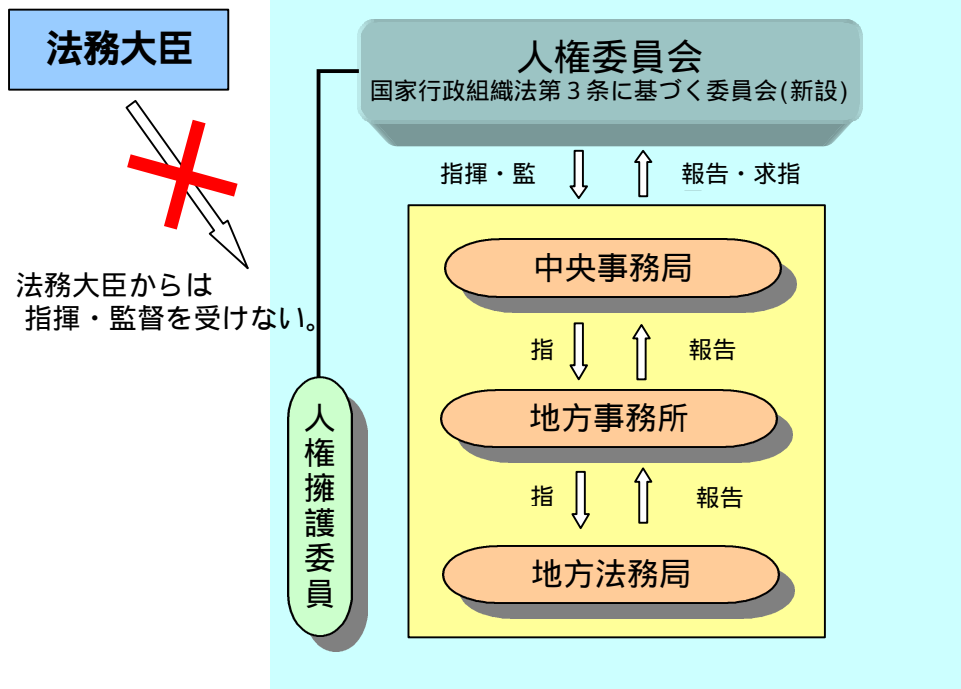 法務大臣
人権委員会
国家行政組織法第３条に基づく委員会(新設)
指揮・監
報告・求指
中央事務局
法務大臣からは
指揮・監督を受けない。
指
報告
地方事務所
人権擁護委員
指
報告
地方法務局